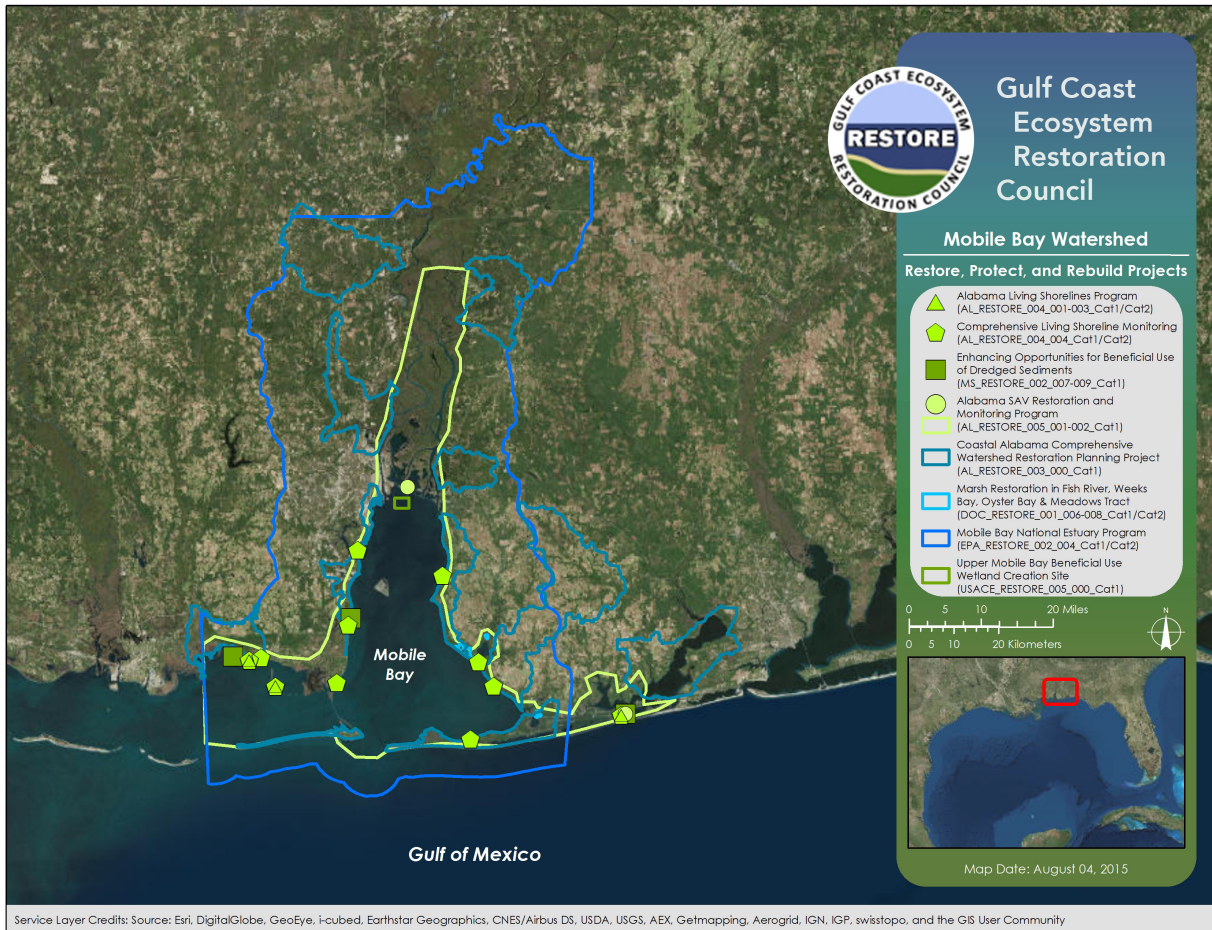 GULF COAST ECOSYSTEM
RESTORE
RESTORATION COUNCIL
Gulf Coast
Ecosystem
Restoration
Council
Mobile Bay Watershed
Restore, Protect, and Rebuild Projects
Alabama Living Shorelines Program
(AL_RESTORE_004_001-003_Cat1/Cat2)
Comprehensive Living Shoreline Monitoring
(AL_RESTORE_004_004_Cat1/Cat2)
Enhancing Opportunities for Beneficial Use
of Dredged Sediments
(MS_RESTORE_002_007-009_Cat1)
Alabama SAV Restoration and
Monitoring Program
(AL_RESTORE_005_001-002_Cat1)
Coastal Alabama Comprehensive
Watershed Restoration Planning Project
(AL_RESTORE_003_000_Cat1)
Marsh Restoration in Fish River, Weeks
Bay, Oyster Bay & Meadows Tract
(DOC_RESTORE_001_006-008_Cat1/Cat2)
Mobile Bay National Estuary Program
(EPA_RESTORE_002_004_Cat1/Cat2)
Upper Mobile Bay Beneficial Use
Wetland Creation Site
(USACE_RESTORE_005_000_Cat1)
0 5 10 20 Miles
0 5 10 20 Kilometers
N
Mobile
Bay
Gulf of Mexico
Map Date: August 04, 2015
Service Layer Credits: Source: Esri, DigitalGlobe, GeoEye, i-cubed, Earthstar Geographics, CNES/Airbus DS, USDA, USGS, AEX, Getmapping, Aerogrid, IGN, IGP, swisstopo, and the GIS User Community